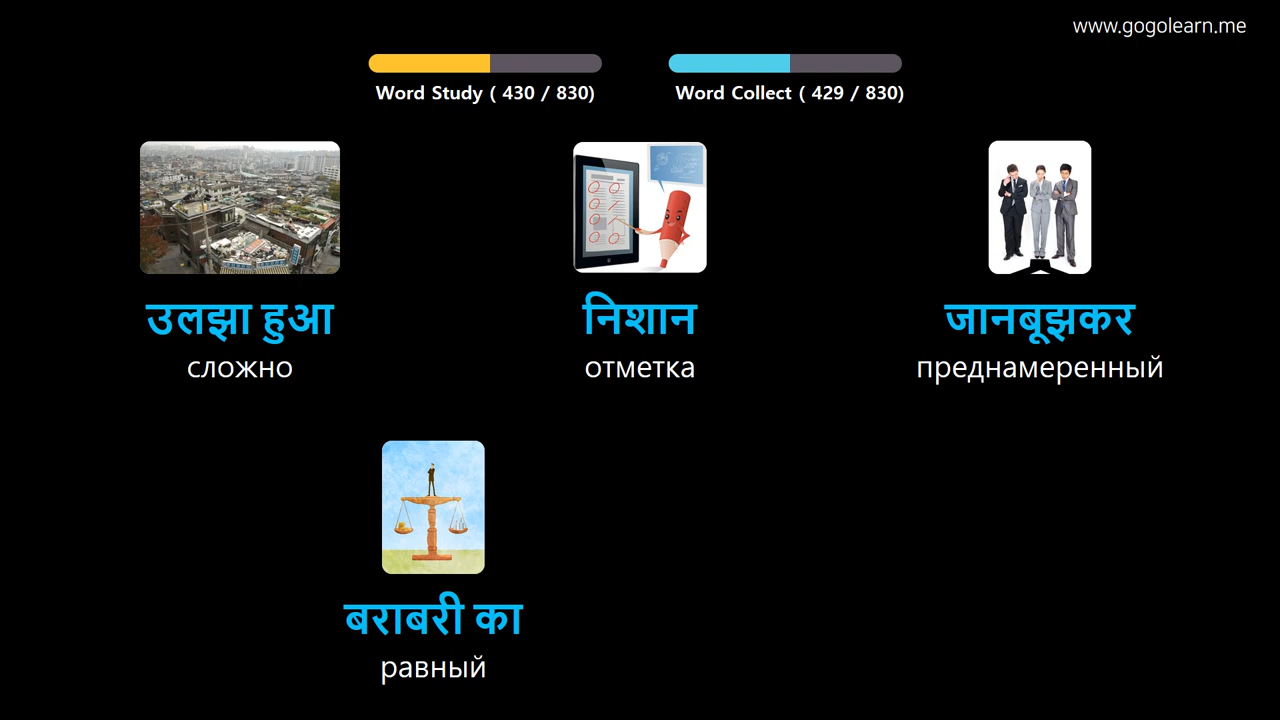 www.gogolearn.me
Word Study ( 430 / 830)
Word Collect ( 429 / 830)
उलझा हुआ
сложно
निशान
отметка
जानबूझकर
преднамеренный
बराबरी का
равный